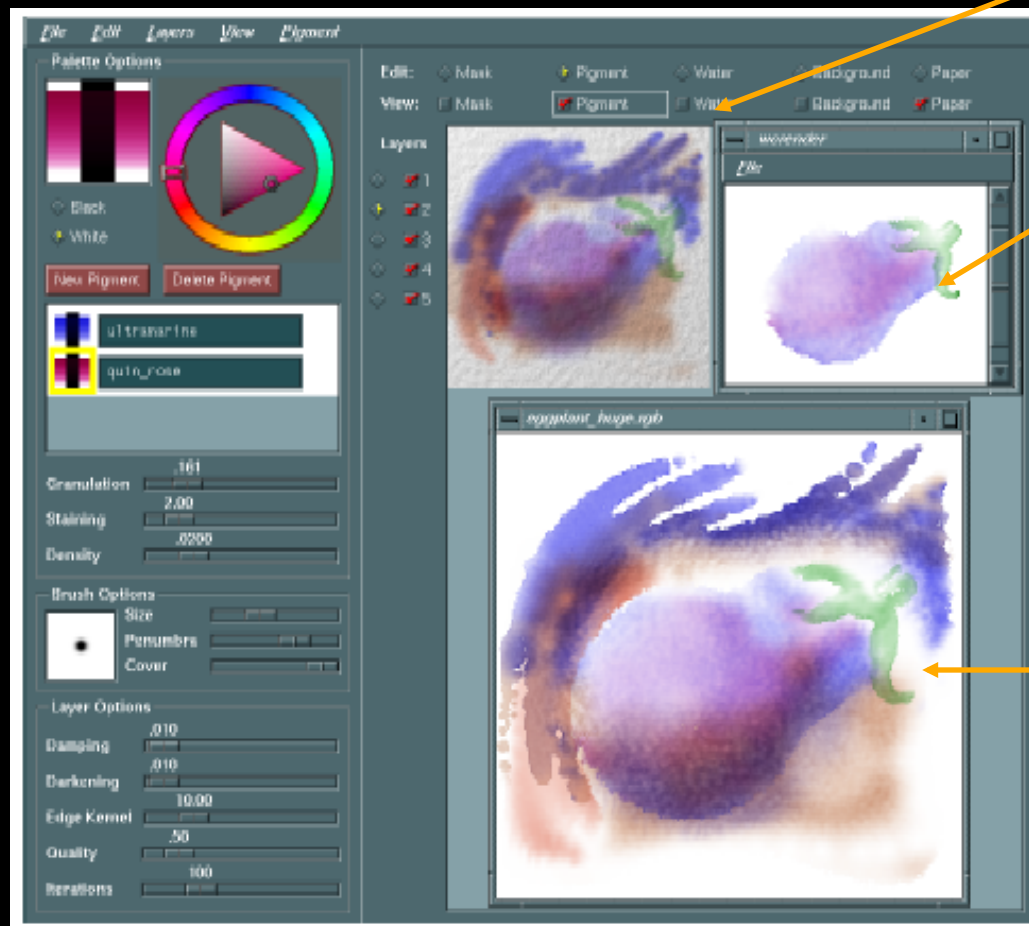 File Edit Layers View Pigment
Palette Options
Black
White
New Pigment Delete Pigment
ultramarine
quin_rose
.161
Granulation
2.00
Staining
.0200
Density
Brush Options
Size
Penumbra
Cover
Layer Options
.010
Damping
.010
Darkening
10.00
Edge Kernel
.50
Quality
100
Iterations
Edit: Mask Pigment Water Background Paper
View: Mask Pigment Water Background Paper
Layers
1
2
3
4
5
wcrender
File
eggplant_huge.rgb